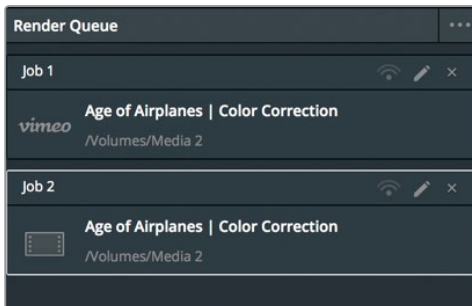 Render Queue
Job 1
vimeo
Age of Airplanes | Color Correction
/Volumes/Media 2
Job 2
Age of Airplanes | Color Correction
/Volumes/Media 2